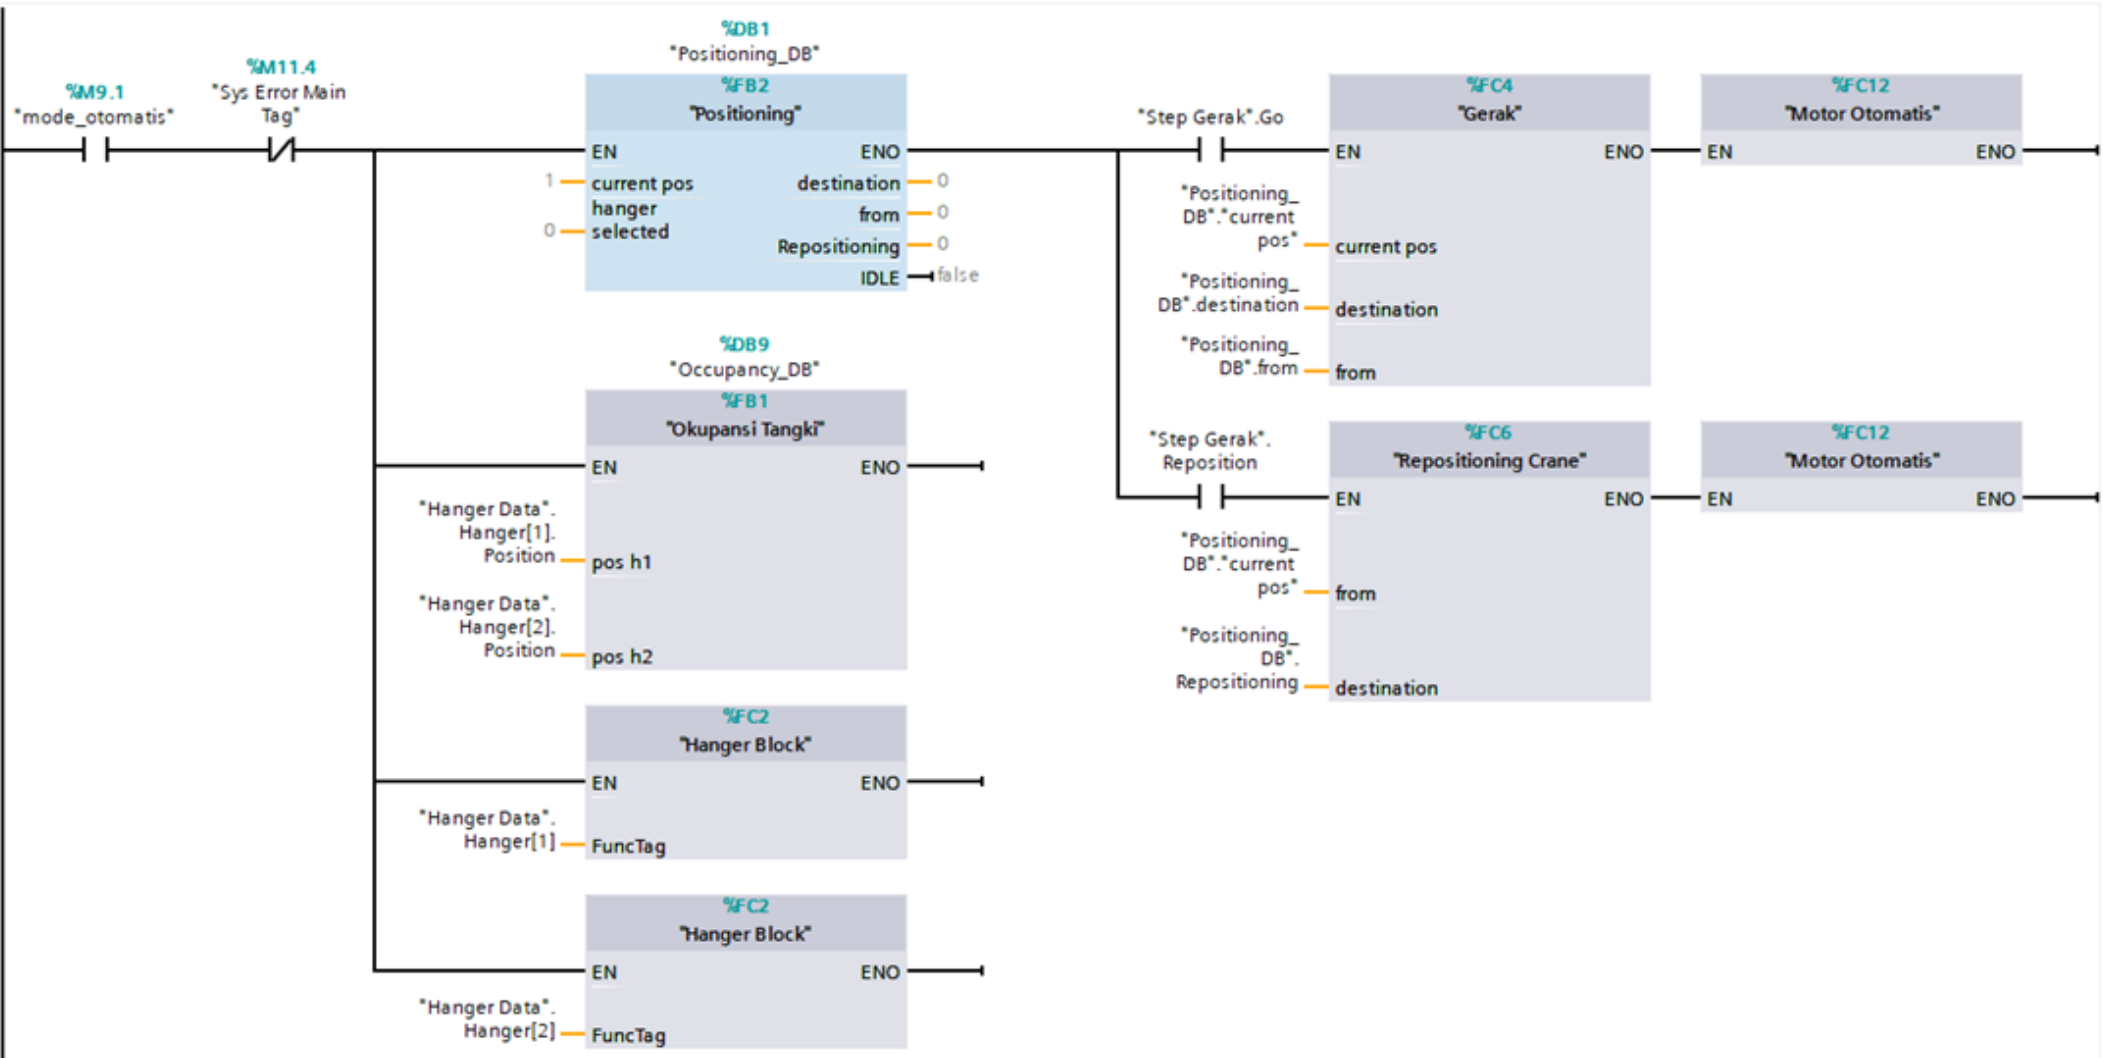 %M9.1
"mode_otomatis"
%M11.4
"Sys Error Main
Tag"
%DB1
"Positioning_DB"
%FB2
"Positioning"
EN
ENO
1
current pos
destination
0
hanger
0
selected
from
0
Repositioning
0
IDLE
false
%DB9
"Occupancy_DB"
%FB1
"Okupansi Tangki"
EN
ENO
"Hanger Data".
Hanger[1].
Position
pos h1
"Hanger Data".
Hanger[2].
Position
pos h2
%FC2
"Hanger Block"
EN
ENO
"Hanger Data".
Hanger[1]
FuncTag
%FC2
"Hanger Block"
EN
ENO
"Hanger Data".
Hanger[2]
FuncTag
"Step Gerak".Go
%FC4
"Gerak"
EN
ENO
"Positioning_
DB"."current
pos"
current pos
"Positioning_
DB".destination
destination
"Positioning_
DB".from
from
%FC12
"Motor Otomatis"
EN
ENO
"Step Gerak".
Reposition
%FC6
"Repositioning Crane"
EN
ENO
"Positioning_
DB"."current
pos"
from
"Positioning_
DB".
Repositioning
destination
%FC12
"Motor Otomatis"
EN
ENO